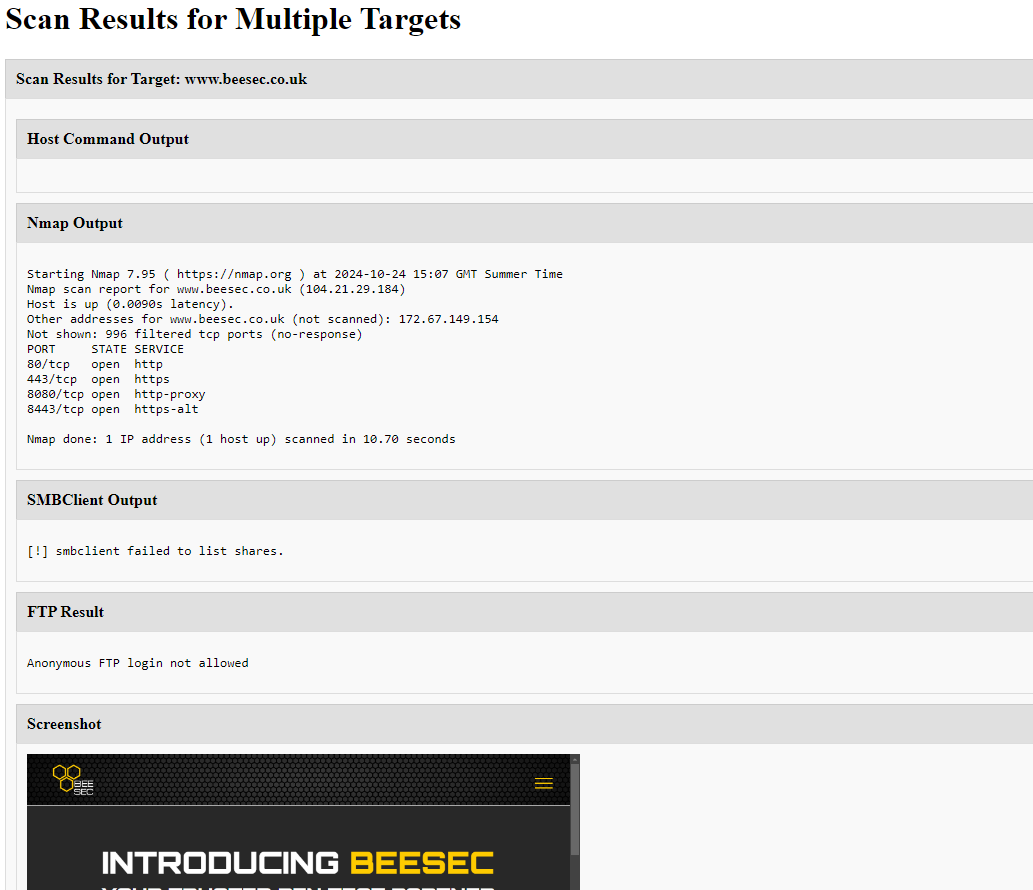 Scan Results for Multiple Targets
Scan Results for Target: www.beesec.co.uk
Host Command Output
Nmap Output
Starting Nmap 7.95 ( https://nmap.org ) at 2024-10-24 15:07 GMT Summer Time
Nmap scan report for www.beesec.co.uk (104.21.29.184)
Host is up (0.0090s latency).
Other addresses for www.beesec.co.uk (not scanned): 172.67.149.154
Not shown: 996 filtered tcp ports (no-response)
PORT     STATE SERVICE
80/tcp   open  http
443/tcp  open  https
8080/tcp open  http-proxy
8443/tcp open  https-alt
Nmap done: 1 IP address (1 host up) scanned in 10.70 seconds
SMBClient Output
[!] smbclient failed to list shares.
FTP Result
Anonymous FTP login not allowed
Screenshot
BEE
SEC
INTRODUCING BEESEC
YOUR TRUSTED PEN TEST PARTNER